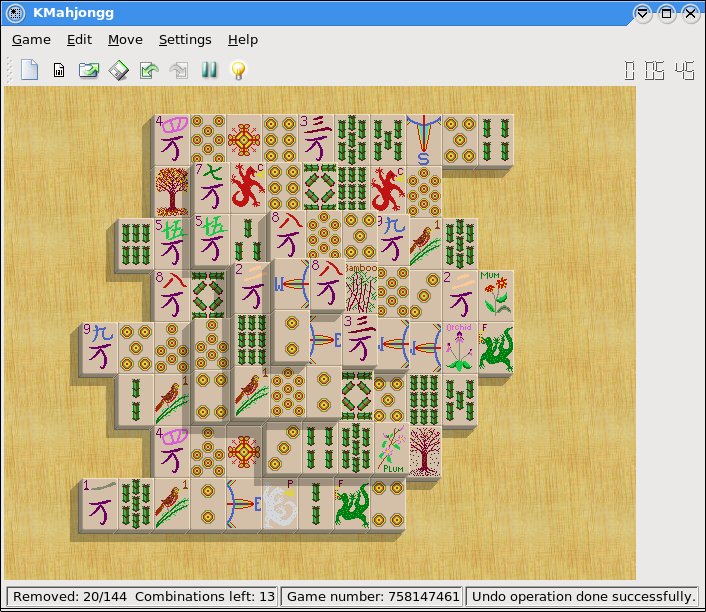 KMahjongg
Game Edit Move Settings Help
0 05 45
4 3 S
7 C C
5 5 8 9 1
8 2 W 8 Bamboo 2 MUM
9 E 3 Orchid F
1 1
4 PLUM
1 1 E P F
Removed: 20/144 Combinations left: 13 Game number: 758147461 Undo operation done successfully.